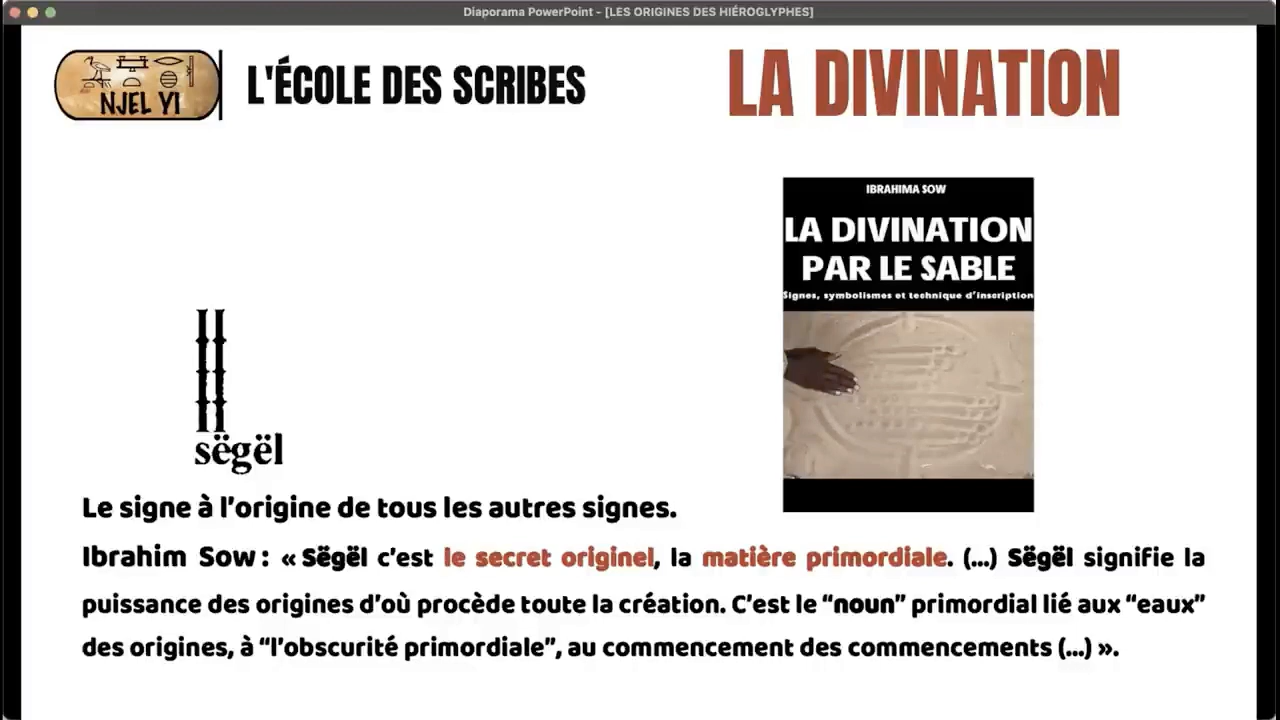 Diaporama PowerPoint - [LES ORIGINES DES HIÉROGLYPHES]
NJEL YI
L'ÉCOLE DES SCRIBES
LA DIVINATION
IBRAHIMA SOW
LA DIVINATION
PAR LE SABLE
Signes, symbolismes et technique d'inscription
sëgël
Le signe à l'origine de tous les autres signes.
Ibrahim Sow : « Sëgël c'est le secret originel, la matière primordiale. (...) Sëgël signifie la
puissance des origines d'où procède toute la création. C'est le “noun” primordial lié aux “eaux”
des origines, à “l'obscurité primordiale”, au commencement des commencements (...) ».